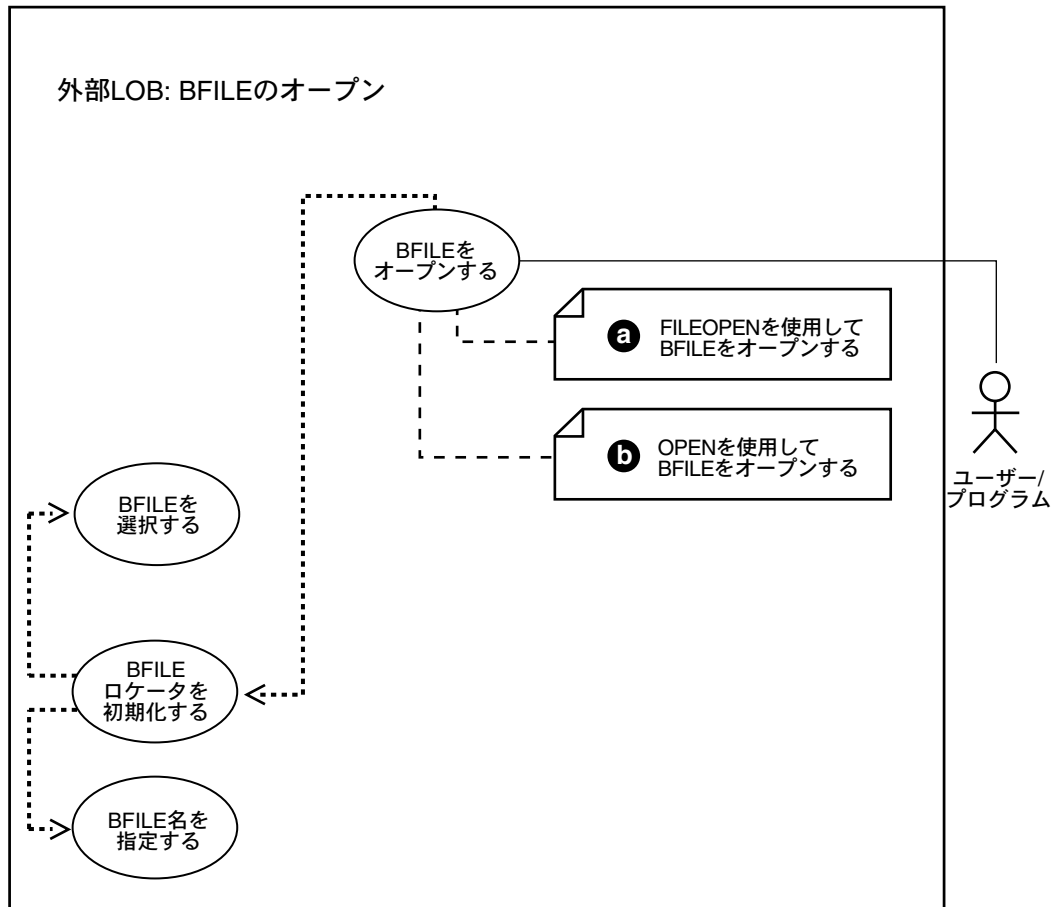 外部LOB: BFILEのオープン
BFILEを
オープンする
a FILEOPENを使用して
BFILEをオープンする
b OPENを使用して
BFILEをオープンする
ユーザー/
プログラム
BFILEを
選択する
BFILE
ロケータを
初期化する
BFILE名を
指定する